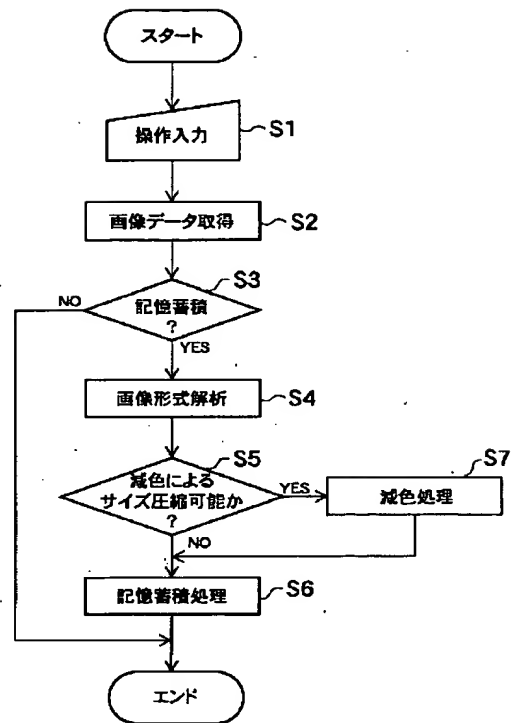 スタート
操作入力
S1
画像データ取得
S2
S3
記憶蓄積
?
NO
YES
画像形式解析
S4
S5
減色による
サイズ圧縮可能か
?
YES
S7
減色処理
NO
記憶蓄積処理
S6
エンド